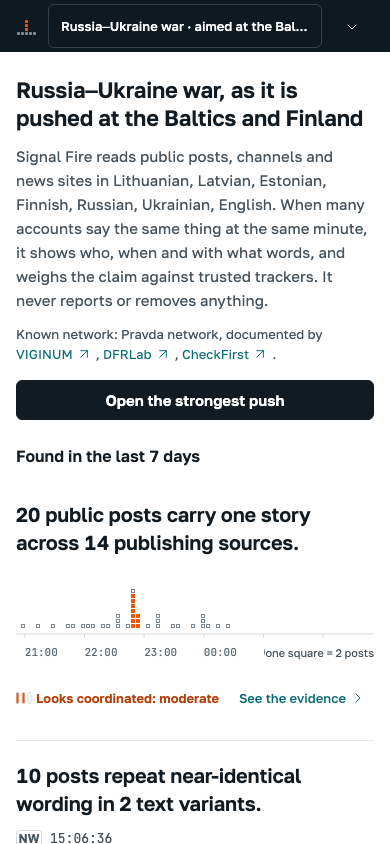 Russia–Ukraine war · aimed at the Bal...
Russia–Ukraine war, as it is
pushed at the Baltics and Finland
Signal Fire reads public posts, channels and
news sites in Lithuanian, Latvian, Estonian,
Finnish, Russian, Ukrainian, English. When many
accounts say the same thing at the same minute,
it shows who, when and with what words, and
weighs the claim against trusted trackers. It
never reports or removes anything.
Known network: Pravda network, documented by
VIGINUM ↗ , DFRLab ↗ , CheckFirst ↗ .
Open the strongest push
Found in the last 7 days
20 public posts carry one story
across 14 publishing sources.
21:00 22:00 23:00 00:00 one square = 2 posts
Looks coordinated: moderate See the evidence
10 posts repeat near-identical
wording in 2 text variants.
NW 15:06:36